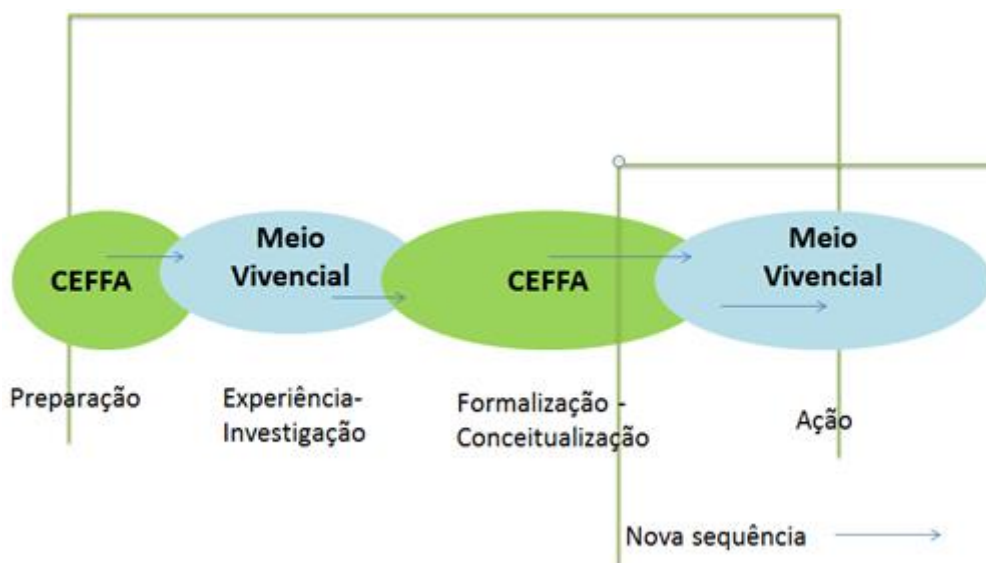 CEFFA
Meio
Vivencial
CEFFA
Meio
Vivencial
Preparação
Experiência-
Investigação
Formalização -
Conceitualização
Ação
Nova sequência